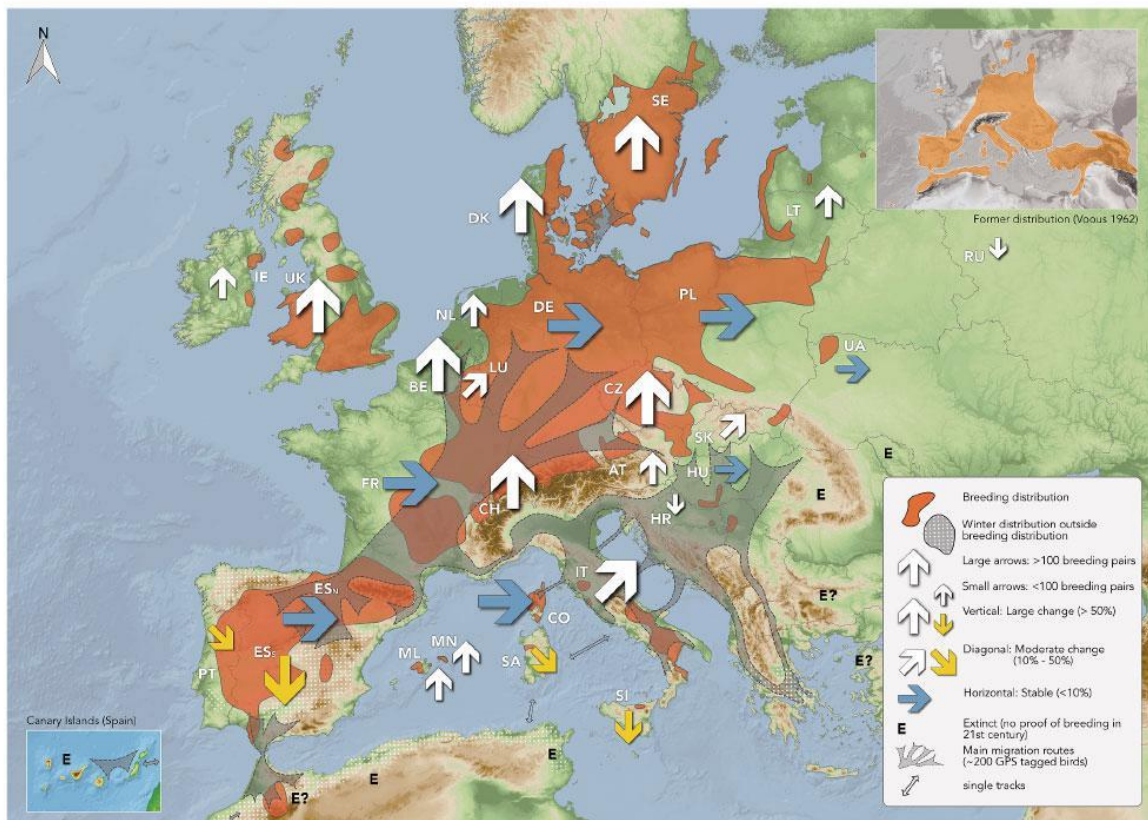 N
SE
DK
LT
Former distribution (Voous 1962)
RU
IE
UK
NL
DE
PL
BE
LU
UA
CZ
SK
E
FR
CH
AT
HU
HR
E
IT
ESN
E?
CO
PT
ESS
ML
MN
SA
E?
SI
Canary Islands (Spain)
E
E?
E
E
Breeding distribution
Winter distribution outside
breeding distribution
Large arrows: >100 breeding pairs
Small arrows: <100 breeding pairs
Vertical: Large change (> 50%)
Diagonal: Moderate change
(10% - 50%)
Horizontal: Stable (<10%)
E
Extinct (no proof of breeding in
21st century)
Main migration routes
(~200 GPS tagged birds)
single tracks